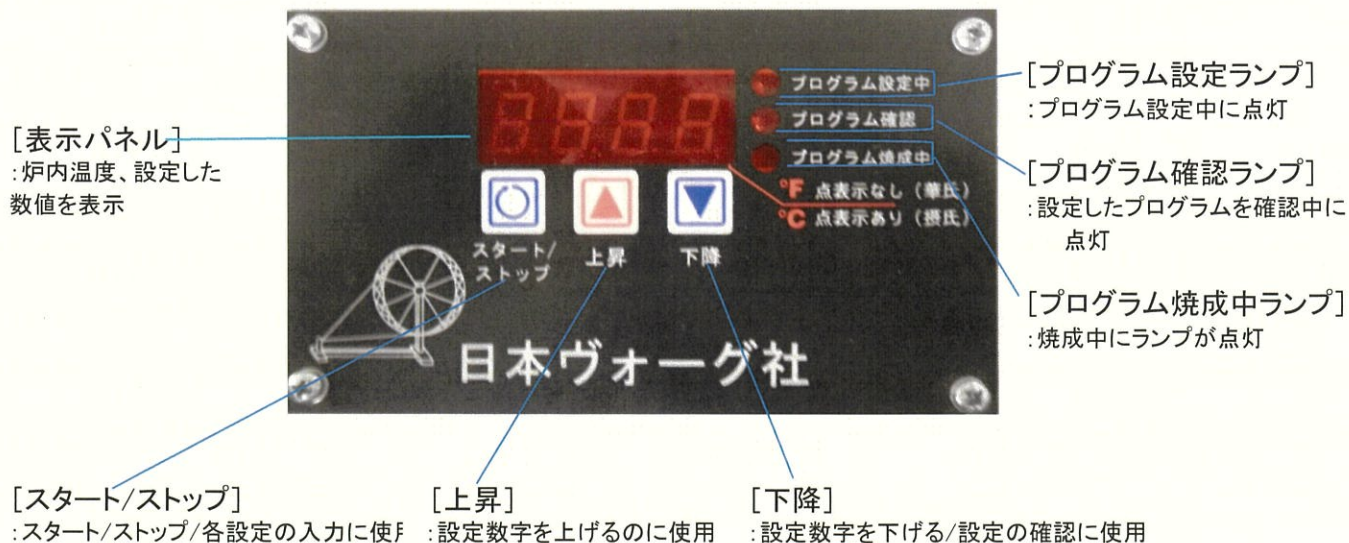 [表示パネル]
:炉内温度、設定した
数値を表示
プログラム設定中
プログラム確認
プログラム焼成中
°F 点表示なし（華氏）
°C 点表示あり（摂氏）
スタート/
ストップ
上昇
下降
日本ヴォーグ社
[プログラム設定ランプ]
:プログラム設定中に点灯
[プログラム確認ランプ]
:設定したプログラムを確認中に
点灯
[プログラム焼成中ランプ]
:焼成中にランプが点灯
[スタート/ストップ]
:スタート/ストップ/各設定の入力に使
[上昇]
:設定数字を上げるのに使用
[下降]
:設定数字を下げる/設定の確認に使用